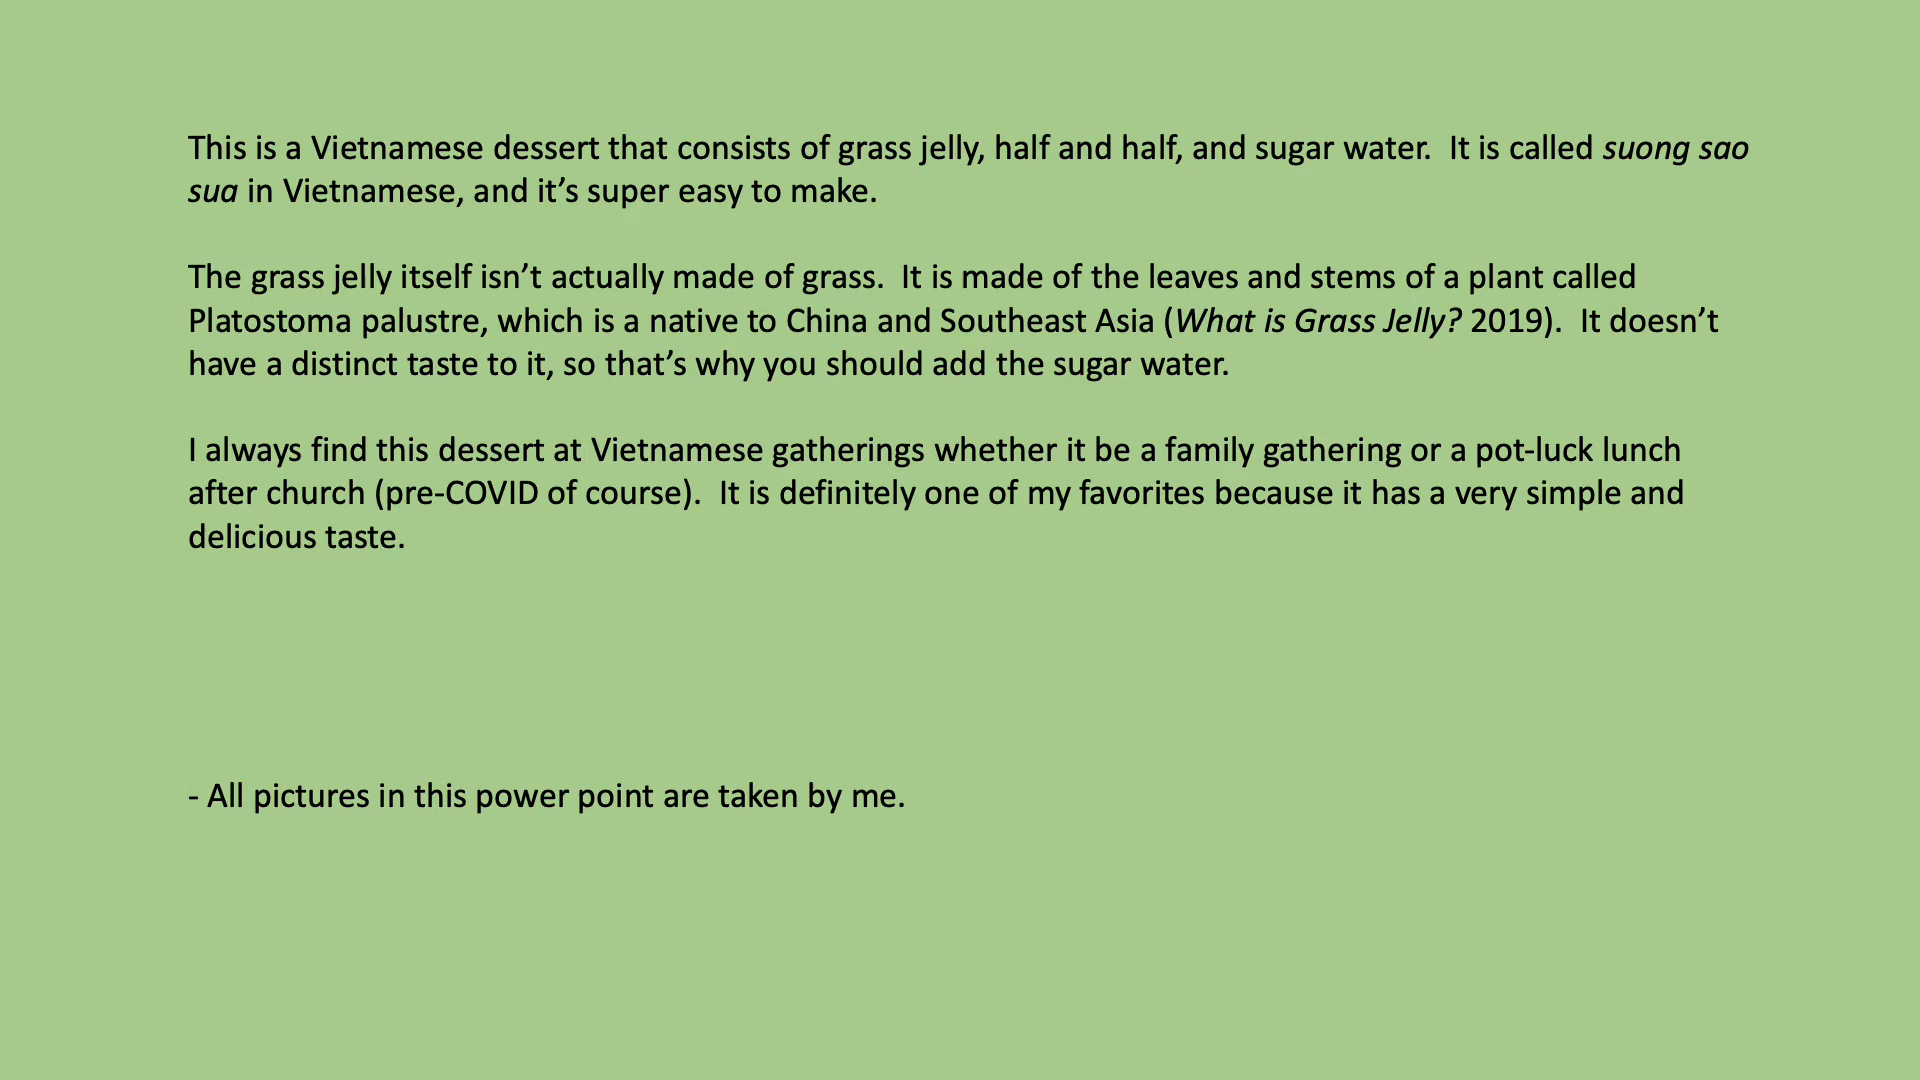 This is a Vietnamese dessert that consists of grass jelly, half and half, and sugar water.  It is called suong sao
sua in Vietnamese, and it’s super easy to make.
The grass jelly itself isn’t actually made of grass.  It is made of the leaves and stems of a plant called
Platostoma palustre, which is a native to China and Southeast Asia (What is Grass Jelly? 2019).  It doesn’t
have a distinct taste to it, so that’s why you should add the sugar water.
I always find this dessert at Vietnamese gatherings whether it be a family gathering or a pot-luck lunch
after church (pre-COVID of course).  It is definitely one of my favorites because it has a very simple and
delicious taste.
- All pictures in this power point are taken by me.